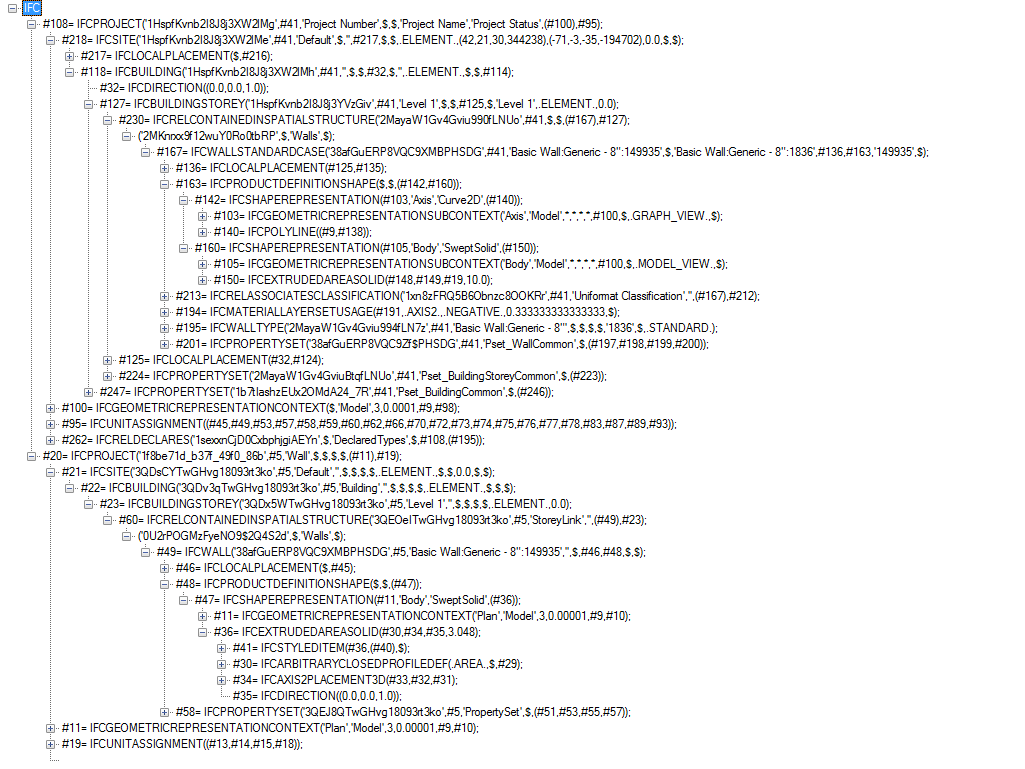 IFC
#108= IFCPROJECT('1HspfKvnb2I8J8j3XW2IMg',#41,'Project Number',$,$,'Project Name','Project Status',(#100),#95);
#218= IFCSITE('1HspfKvnb2I8J8j3XW2IMe',#41,'Default',$,'',#217,$,$,.ELEMENT.,(42,21,30,344238),(-71,-3,-35,-194702),0.0,$,$);
#217= IFCLOCALPLACEMENT($,#216);
#118= IFCBUILDING('1HspfKvnb2I8J8j3XW2IMh',#41,'',$,$,#32,$,'',.ELEMENT.,$,$,#114);
#32= IFCDIRECTION((0.0,0.0,1.0));
#127= IFCBUILDINGSTOREY('1HspfKvnb2I8J8j3YVzGiv',#41,'Level 1',$,$,#125,$,'Level 1',.ELEMENT.,0.0);
#230= IFCRELCONTAINEDINSPATIALSTRUCTURE('2MayaW1Gv4Gviu990fLNUo',#41,$,$,(#167),#127);
('2MKnrxx9f12wuY0Ro0tbRP',$,'Walls',$);
#167= IFCWALLSTANDARDCASE('38afGuERP8VQC9XMBPHSDG',#41,'Basic Wall:Generic - 8":149935',$,'Basic Wall:Generic - 8":1836',#136,#163,'149935',$);
#136= IFCLOCALPLACEMENT(#125,#135);
#163= IFCPRODUCTDEFINITIONSHAPE($,$,(#142,#160));
#142= IFCSHAPEREPRESENTATION(#103,'Axis','Curve2D',(#140));
#103= IFCGEOMETRICREPRESENTATIONSUBCONTEXT('Axis','Model',*,*,*,*,#100,$,.GRAPH_VIEW.,$);
#140= IFCPOLYLINE((#9,#138));
#160= IFCSHAPEREPRESENTATION(#105,'Body','SweptSolid',(#150));
#105= IFCGEOMETRICREPRESENTATIONSUBCONTEXT('Body','Model',*,*,*,*,#100,$,.MODEL_VIEW.,$);
#150= IFCEXTRUDEDAREASOLID(#148,#149,#19,10.0);
#213= IFCRELASSOCIATESCLASSIFICATION('1xn8zFRQ5B6Obnzc8OOKRr',#41,'Uniformat Classification','',(#167),#212);
#194= IFCMATERIALLAYERSETUSAGE(#191,.AXIS2.,.NEGATIVE.,0.333333333333333,$);
#195= IFCWALLTYPE('2MayaW1Gv4Gviu994fLN7z',#41,'Basic Wall:Generic - 8"',$,$,$,$,'1836',$,.STANDARD.);
#201= IFCPROPERTYSET('38afGuERP8VQC9Zf$PHSDG',#41,'Pset_WallCommon',$,(#197,#198,#199,#200));
#125= IFCLOCALPLACEMENT(#32,#124);
#224= IFCPROPERTYSET('2MayaW1Gv4GviuBtqfLNUo',#41,'Pset_BuildingStoreyCommon',$,(#223));
#247= IFCPROPERTYSET('1b7tIashzEUx2OMdA24_7R',#41,'Pset_BuildingCommon',$,(#246));
#100= IFCGEOMETRICREPRESENTATIONCONTEXT($,'Model',3,0.0001,#9,#98);
#95= IFCUNITASSIGNMENT((#45,#49,#53,#57,#58,#59,#60,#62,#66,#70,#72,#73,#74,#75,#76,#77,#78,#83,#87,#89,#93));
#262= IFCRELDECLARES('1sexxnCjD0CxbphjgiAEYn',$,'DeclaredTypes',$,#108,(#195));
#20= IFCPROJECT('1f8be71d_b37f_49f0_86b',#5,'Wall',$,$,$,$,(#11),#19);
#21= IFCSITE('3QDsCYTwGHvg18093rt3ko',#5,'Default','',$,$,$,$,.ELEMENT.,$,$,0.0,$,$);
#22= IFCBUILDING('3QDv3qTwGHvg18093rt3ko',#5,'Building','',$,$,$,$,.ELEMENT.,$,$,$);
#23= IFCBUILDINGSTOREY('3QDx5WTwGHvg18093rt3ko',#5,'Level 1','',$,$,$,$,.ELEMENT.,0.0);
#60= IFCRELCONTAINEDINSPATIALSTRUCTURE('3QEOeITwGHvg18093rt3ko',#5,'StoreyLink','',(#49),#23);
('0U2rPOGMzFyeNO9$2Q4S2d',$,'Walls',$);
#49= IFCWALL('38afGuERP8VQC9XMBPHSDG',#5,'Basic Wall:Generic - 8":149935','',$,#46,#48,$,$);
#46= IFCLOCALPLACEMENT($,#45);
#48= IFCPRODUCTDEFINITIONSHAPE($,$,(#47));
#47= IFCSHAPEREPRESENTATION(#11,'Body','SweptSolid',(#36));
#11= IFCGEOMETRICREPRESENTATIONCONTEXT('Plan','Model',3,0.00001,#9,#10);
#36= IFCEXTRUDEDAREASOLID(#30,#34,#35,3.048);
#41= IFCSTYLEDITEM(#36,(#40),$);
#30= IFCARBITRARYCLOSEDPROFILEDEF(.AREA.,$,#29);
#34= IFCAXIS2PLACEMENT3D(#33,#32,#31);
#35= IFCDIRECTION((0.0,0.0,1.0));
#58= IFCPROPERTYSET('3QEJ8QTwGHvg18093rt3ko',#5,'PropertySet',$,(#51,#53,#55,#57));
#11= IFCGEOMETRICREPRESENTATIONCONTEXT('Plan','Model',3,0.00001,#9,#10);
#19= IFCUNITASSIGNMENT((#13,#14,#15,#18));